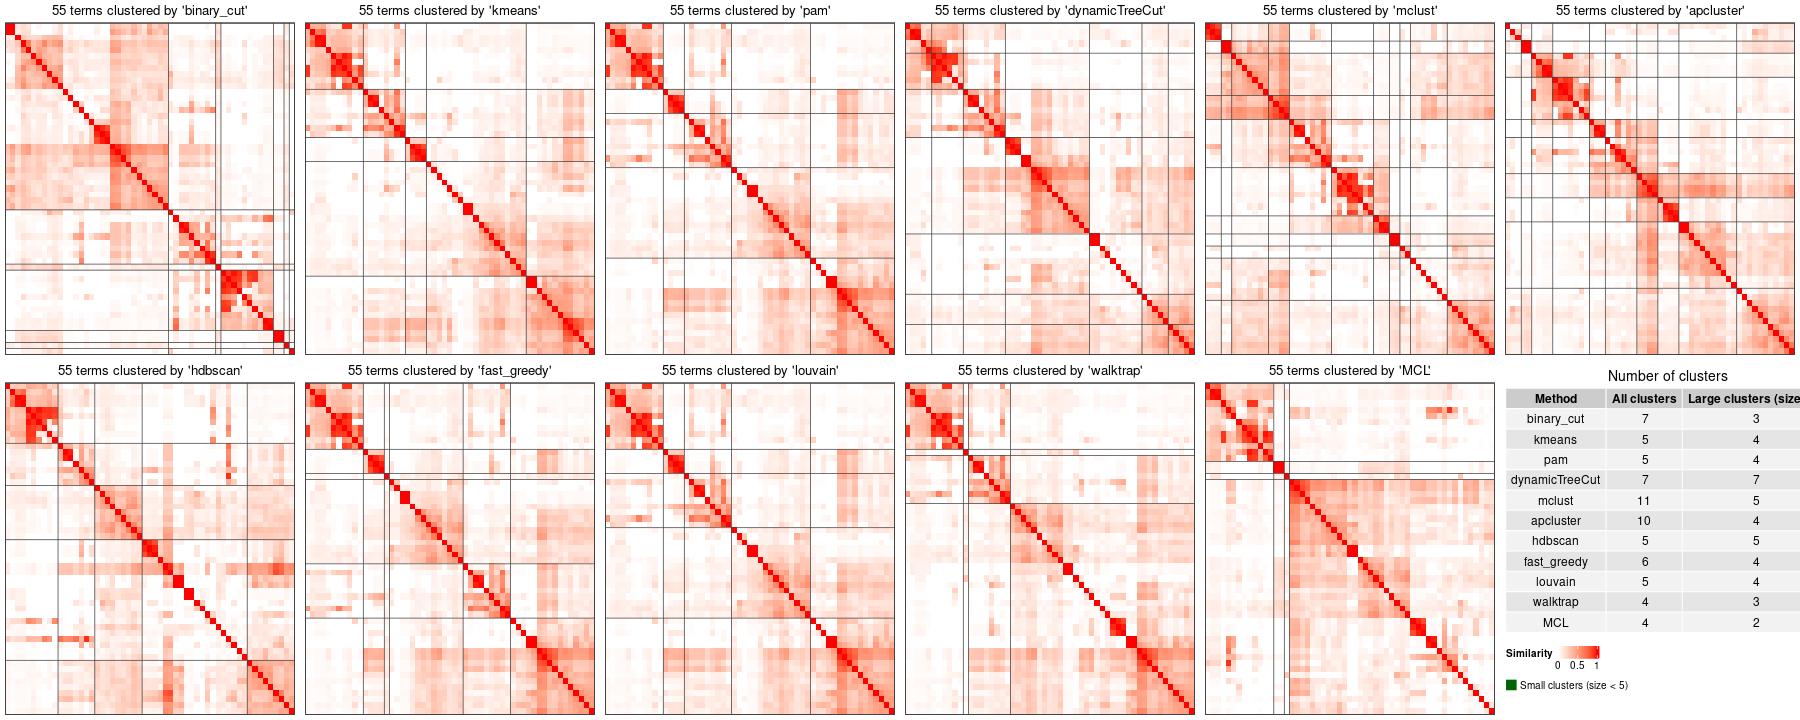 55 terms clustered by 'binary_cut'
55 terms clustered by 'kmeans'
55 terms clustered by 'pam'
55 terms clustered by 'dynamicTreeCut'
55 terms clustered by 'mclust'
55 terms clustered by 'apcluster'
55 terms clustered by 'hdbscan'
55 terms clustered by 'fast_greedy'
55 terms clustered by 'louvain'
55 terms clustered by 'walktrap'
55 terms clustered by 'MCL'
Number of clusters
Method All clusters Large clusters (size
binary_cut 7 3
kmeans 5 4
pam 5 4
dynamicTreeCut 7 7
mclust 11 5
apcluster 10 4
hdbscan 5 5
fast_greedy 6 4
louvain 5 4
walktrap 4 3
MCL 4 2
Similarity
0 0.5 1
Small clusters (size < 5)